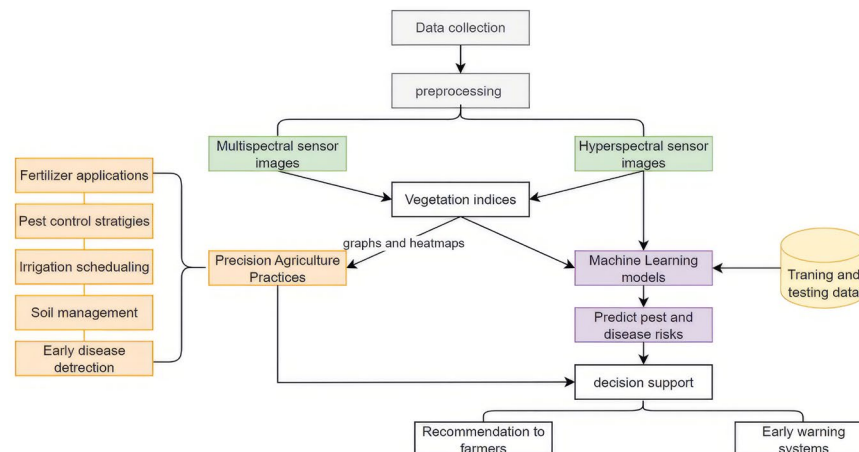 Data collection
preprocessing
Multispectral sensor
images
Hyperspectral sensor
images
Fertilizer applications
Vegetation indices
Pest control stratigies
graphs and heatmaps
Precision Agriculture
Practices
Machine Learning
models
Traning and
testing data
Irrigation schedualing
Soil management
Predict pest and
disease risks
Early disease
detrection
decision support
Recommendation to
farmers
Early warning
systems